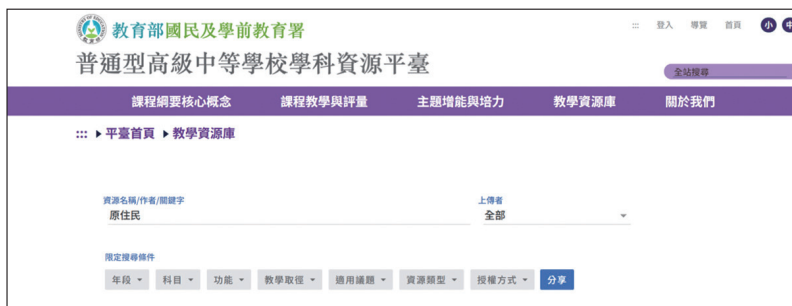 教育部國民及學前教育署
::: 登入 導覽 首頁 小 中
普通型高級中等學校學科資源平臺
全站搜尋
課程綱要核心概念 課程教學與評量 主題增能與培力 教學資源庫 關於我們
::: 平臺首頁 教學資源庫
資源名稱/作者/關鍵字 上傳者
原住民 全部
限定搜尋條件
年段 科目 功能 教學取徑 適用議題 資源類型 授權方式 分享